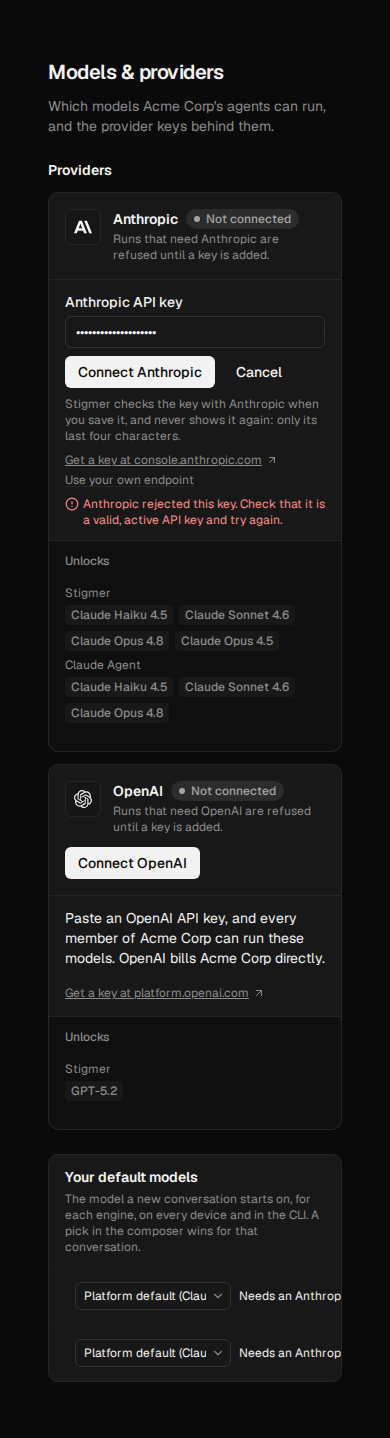 Models & providers
Which models Acme Corp's agents can run,
and the provider keys behind them.
Providers
Anthropic Not connected
Runs that need Anthropic are
refused until a key is added.
Anthropic API key
••••••••••••••••••••
Connect Anthropic Cancel
Stigmer checks the key with Anthropic when
you save it, and never shows it again: only its
last four characters.
Get a key at console.anthropic.com
Use your own endpoint
Anthropic rejected this key. Check that it is
a valid, active API key and try again.
Unlocks
Stigmer
Claude Haiku 4.5 Claude Sonnet 4.6
Claude Opus 4.8 Claude Opus 4.5
Claude Agent
Claude Haiku 4.5 Claude Sonnet 4.6
Claude Opus 4.8
OpenAI Not connected
Runs that need OpenAI are refused
until a key is added.
Connect OpenAI
Paste an OpenAI API key, and every
member of Acme Corp can run these
models. OpenAI bills Acme Corp directly.
Get a key at platform.openai.com
Unlocks
Stigmer
GPT-5.2
Your default models
The model a new conversation starts on, for
each engine, on every device and in the CLI. A
pick in the composer wins for that
conversation.
Platform default (Clau Needs an Anthrop
Platform default (Clau Needs an Anthrop